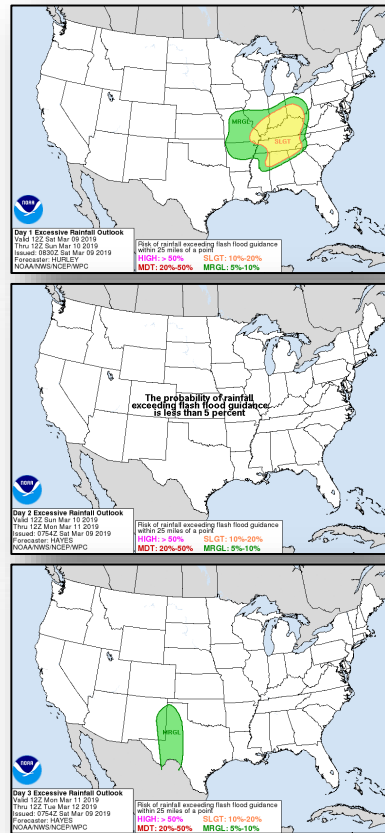 MRGL
SLGT
NOAA
Day 1 Excessive Rainfall Outlook
Valid 12Z Sat Mar 09 2019
Thru 12Z Sun Mar 10 2019
Issued: 0830Z Sat Mar 09 2019
Forecaster: HURLEY
NOAA/NWS/NCEP/WPC
Risk of rainfall exceeding flash flood guidance
within 25 miles of a point
HIGH: > 50% SLGT: 10%-20%
MDT: 20%-50% MRGL: 5%-10%
The probability of rainfall
exceeding flash flood guidance
is less than 5 percent
NOAA
Day 2 Excessive Rainfall Outlook
Valid 12Z Sun Mar 10 2019
Thru 12Z Mon Mar 11 2019
Issued: 0754Z Sat Mar 09 2019
Forecaster: HAYES
NOAA/NWS/NCEP/WPC
Risk of rainfall exceeding flash flood guidance
within 25 miles of a point
HIGH: > 50% SLGT: 10%-20%
MDT: 20%-50% MRGL: 5%-10%
MRGL
NOAA
Day 3 Excessive Rainfall Outlook
Valid 12Z Mon Mar 11 2019
Thru 12Z Tue Mar 12 2019
Issued: 0754Z Sat Mar 09 2019
Forecaster: HAYES
NOAA/NWS/NCEP/WPC
Risk of rainfall exceeding flash flood guidance
within 25 miles of a point
HIGH: > 50% SLGT: 10%-20%
MDT: 20%-50% MRGL: 5%-10%